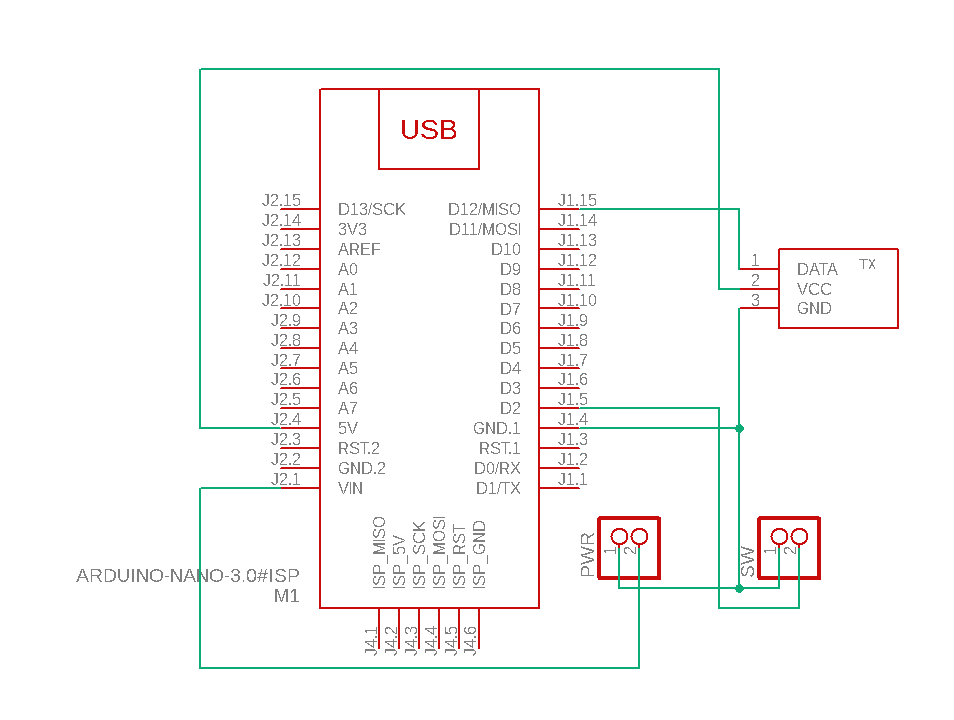 USB
J2.15 D13/SCK D12/MISO J1.15
J2.14 3V3 D11/MOSI J1.14
J2.13 AREF D10 J1.13
J2.12 A0 D9 J1.12
J2.11 A1 D8 J1.11
J2.10 A2 D7 J1.10
J2.9 A3 D6 J1.9
J2.8 A4 D5 J1.8
J2.7 A5 D4 J1.7
J2.6 A6 D3 J1.6
J2.5 A7 D2 J1.5
J2.4 5V GND.1 J1.4
J2.3 RST.2 RST.1 J1.3
J2.2 GND.2 D0/RX J1.2
J2.1 VIN D1/TX J1.1
TX
1 DATA
2 VCC
3 GND
ISP_MISO
ISP_5V
ISP_SCK
ISP_MOSI
ISP_RST
ISP_GND
PWR
1
2
SW
1
2
ARDUINO-NANO-3.0#ISP
M1
J4.1
J4.2
J4.3
J4.4
J4.5
J4.6